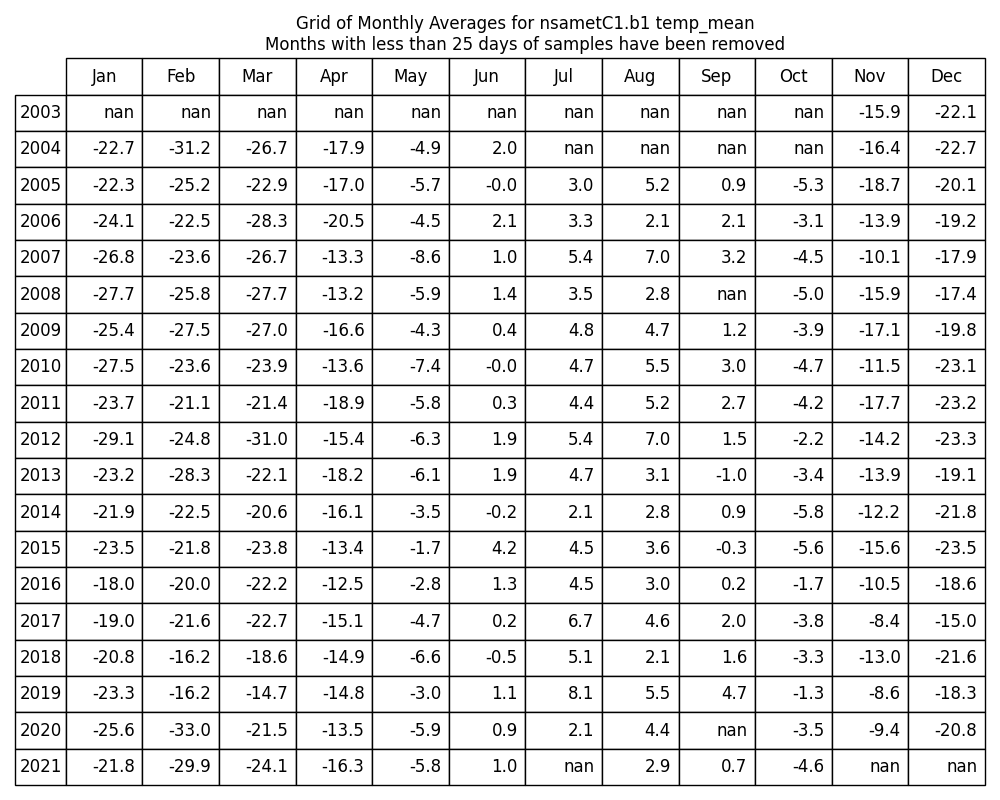 Grid of Monthly Averages for nsametC1.b1 temp_mean
Months with less than 25 days of samples have been removed
Jan Feb Mar Apr May Jun Jul Aug Sep Oct Nov Dec
2003 nan nan nan nan nan nan nan nan nan nan -15.9 -22.1
2004 -22.7 -31.2 -26.7 -17.9 -4.9 2.0 nan nan nan nan -16.4 -22.7
2005 -22.3 -25.2 -22.9 -17.0 -5.7 -0.0 3.0 5.2 0.9 -5.3 -18.7 -20.1
2006 -24.1 -22.5 -28.3 -20.5 -4.5 2.1 3.3 2.1 2.1 -3.1 -13.9 -19.2
2007 -26.8 -23.6 -26.7 -13.3 -8.6 1.0 5.4 7.0 3.2 -4.5 -10.1 -17.9
2008 -27.7 -25.8 -27.7 -13.2 -5.9 1.4 3.5 2.8 nan -5.0 -15.9 -17.4
2009 -25.4 -27.5 -27.0 -16.6 -4.3 0.4 4.8 4.7 1.2 -3.9 -17.1 -19.8
2010 -27.5 -23.6 -23.9 -13.6 -7.4 -0.0 4.7 5.5 3.0 -4.7 -11.5 -23.1
2011 -23.7 -21.1 -21.4 -18.9 -5.8 0.3 4.4 5.2 2.7 -4.2 -17.7 -23.2
2012 -29.1 -24.8 -31.0 -15.4 -6.3 1.9 5.4 7.0 1.5 -2.2 -14.2 -23.3
2013 -23.2 -28.3 -22.1 -18.2 -6.1 1.9 4.7 3.1 -1.0 -3.4 -13.9 -19.1
2014 -21.9 -22.5 -20.6 -16.1 -3.5 -0.2 2.1 2.8 0.9 -5.8 -12.2 -21.8
2015 -23.5 -21.8 -23.8 -13.4 -1.7 4.2 4.5 3.6 -0.3 -5.6 -15.6 -23.5
2016 -18.0 -20.0 -22.2 -12.5 -2.8 1.3 4.5 3.0 0.2 -1.7 -10.5 -18.6
2017 -19.0 -21.6 -22.7 -15.1 -4.7 0.2 6.7 4.6 2.0 -3.8 -8.4 -15.0
2018 -20.8 -16.2 -18.6 -14.9 -6.6 -0.5 5.1 2.1 1.6 -3.3 -13.0 -21.6
2019 -23.3 -16.2 -14.7 -14.8 -3.0 1.1 8.1 5.5 4.7 -1.3 -8.6 -18.3
2020 -25.6 -33.0 -21.5 -13.5 -5.9 0.9 2.1 4.4 nan -3.5 -9.4 -20.8
2021 -21.8 -29.9 -24.1 -16.3 -5.8 1.0 nan 2.9 0.7 -4.6 nan nan